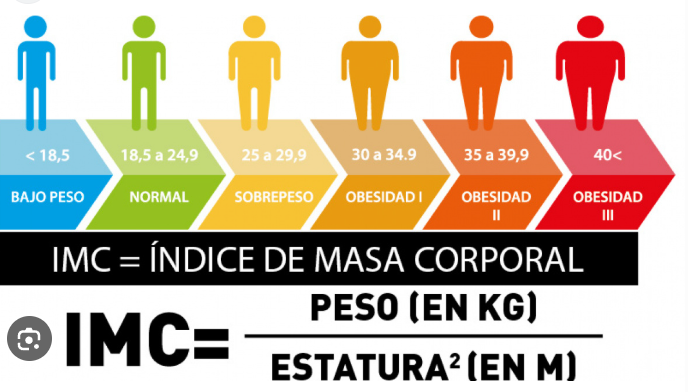 < 18,5 18,5 a 24,9 25 a 29,9 30 a 34.9 35 a 39,9 40<
BAJO PESO NORMAL SOBREPESO OBESIDAD I OBESIDAD II OBESIDAD III
IMC = ÍNDICE DE MASA CORPORAL
IMC=
PESO (EN KG)
ESTATURA² (EN M)